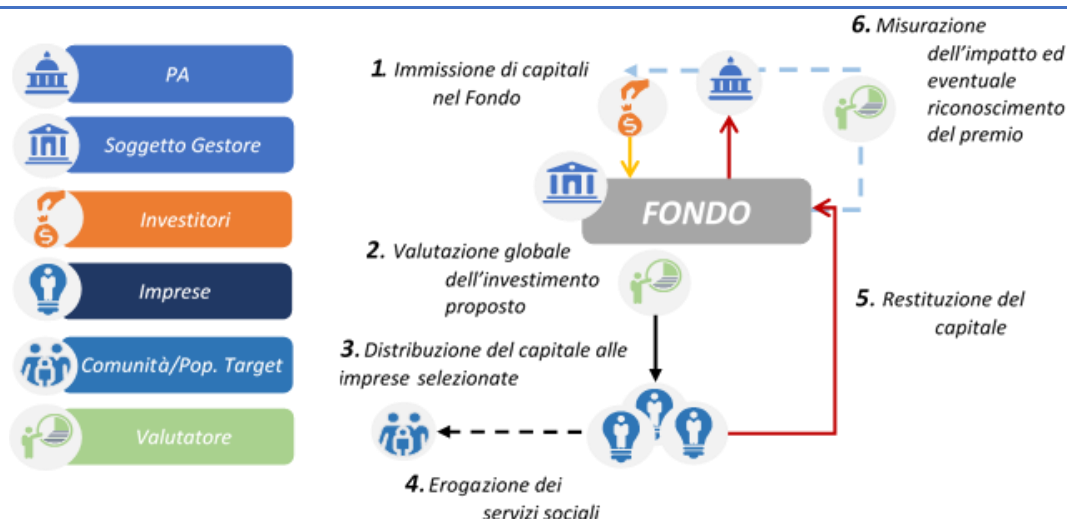 PA
Soggetto Gestore
Investitori
Imprese
Comunità/Pop. Target
Valutatore
1. Immissione di capitali
nel Fondo
6. Misurazione
dell'impatto ed
eventuale
riconoscimento
del premio
FONDO
2. Valutazione globale
dell'investimento
proposto
5. Restituzione del
capitale
3. Distribuzione del capitale alle
imprese selezionate
4. Erogazione dei
servizi sociali